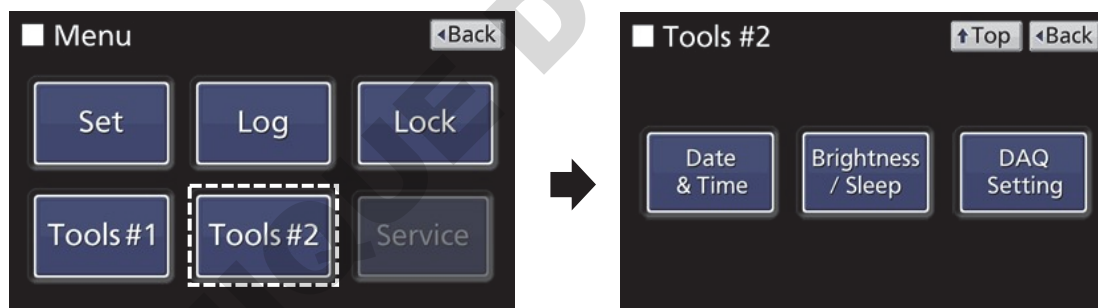 Menu
Back
Set
Log
Lock
Tools #1
Tools #2
Service
Tools #2
Top
Back
Date
& Time
Brightness
/ Sleep
DAQ
Setting